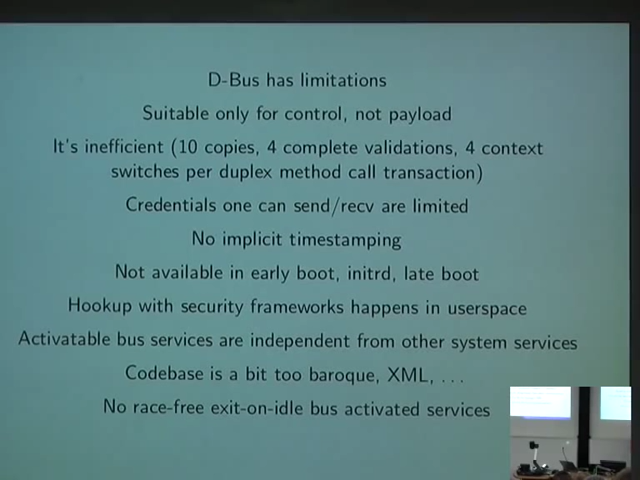 D-Bus has limitations
Suitable only for control, not payload
It's inefficient (10 copies, 4 complete validations, 4 context
switches per duplex method call transaction)
Credentials one can send/recv are limited
No implicit timestamping
Not available in early boot, initrd, late boot
Hookup with security frameworks happens in userspace
Activatable bus services are independent from other system services
Codebase is a bit too baroque, XML, ...
No race-free exit-on-idle bus activated services